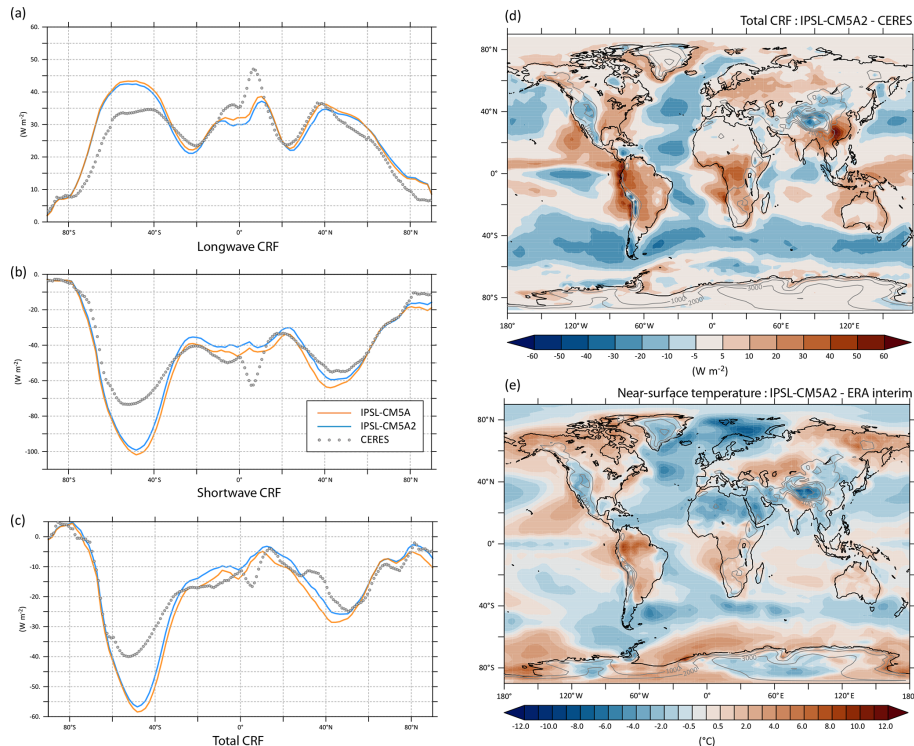 (a)
60.
50.
40.
30.
20.
10.
0.
(W m-2)
80°S
40°S
0°
40°N
80°N
Longwave CRF
(b)
0.
-20.
-40.
-60.
-80.
-100.
(W m-2)
IPSL-CM5A
IPSL-CM5A2
CERES
80°S
40°S
0°
40°N
80°N
Shortwave CRF
(c)
0.
-10.
-20.
-30.
-40.
-50.
-60.
(W m-2)
80°S
40°S
0°
40°N
80°N
Total CRF
(d)
Total CRF : IPSL-CM5A2 - CERES
80°N
40°N
0°
40°S
80°S
1000
2000
3000
180°
120°W
60°W
0°
60°E
120°E
-60 -50 -40 -30 -20 -10 -5 5 10 20 30 40 50 60
(W m-2)
(e)
Near-surface temperature : IPSL-CM5A2 - ERA interim
80°N
40°N
0°
40°S
80°S
3000
180°
120°W
60°W
0°
60°E
120°E
180°
-12.0 -10.0 -8.0 -6.0 -4.0 -2.0 -0.5 0.5 2.0 4.0 6.0 8.0 10.0 12.0
(°C)